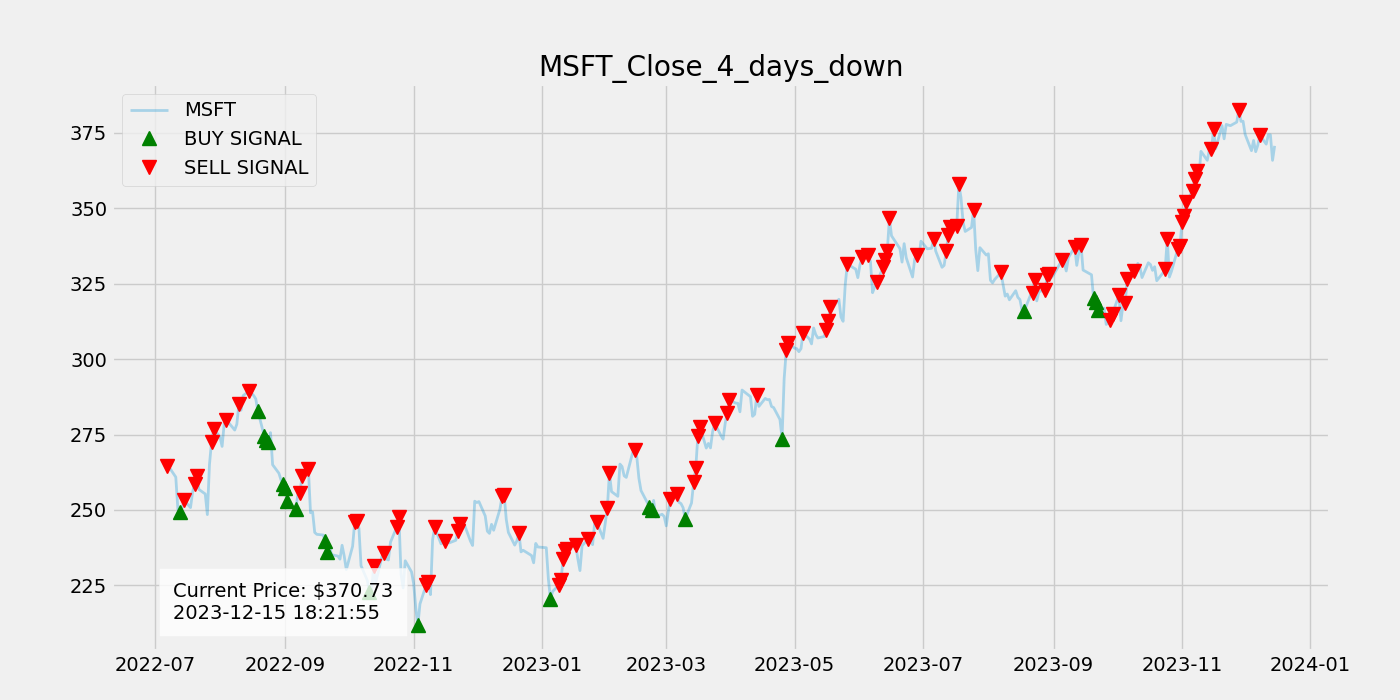 MSFT_Close_4_days_down
MSFT
BUY SIGNAL
SELL SIGNAL
375
350
325
300
275
250
225
Current Price: $370.73
2023-12-15 18:21:55
2022-07 2022-09 2022-11 2023-01 2023-03 2023-05 2023-07 2023-09 2023-11 2024-01